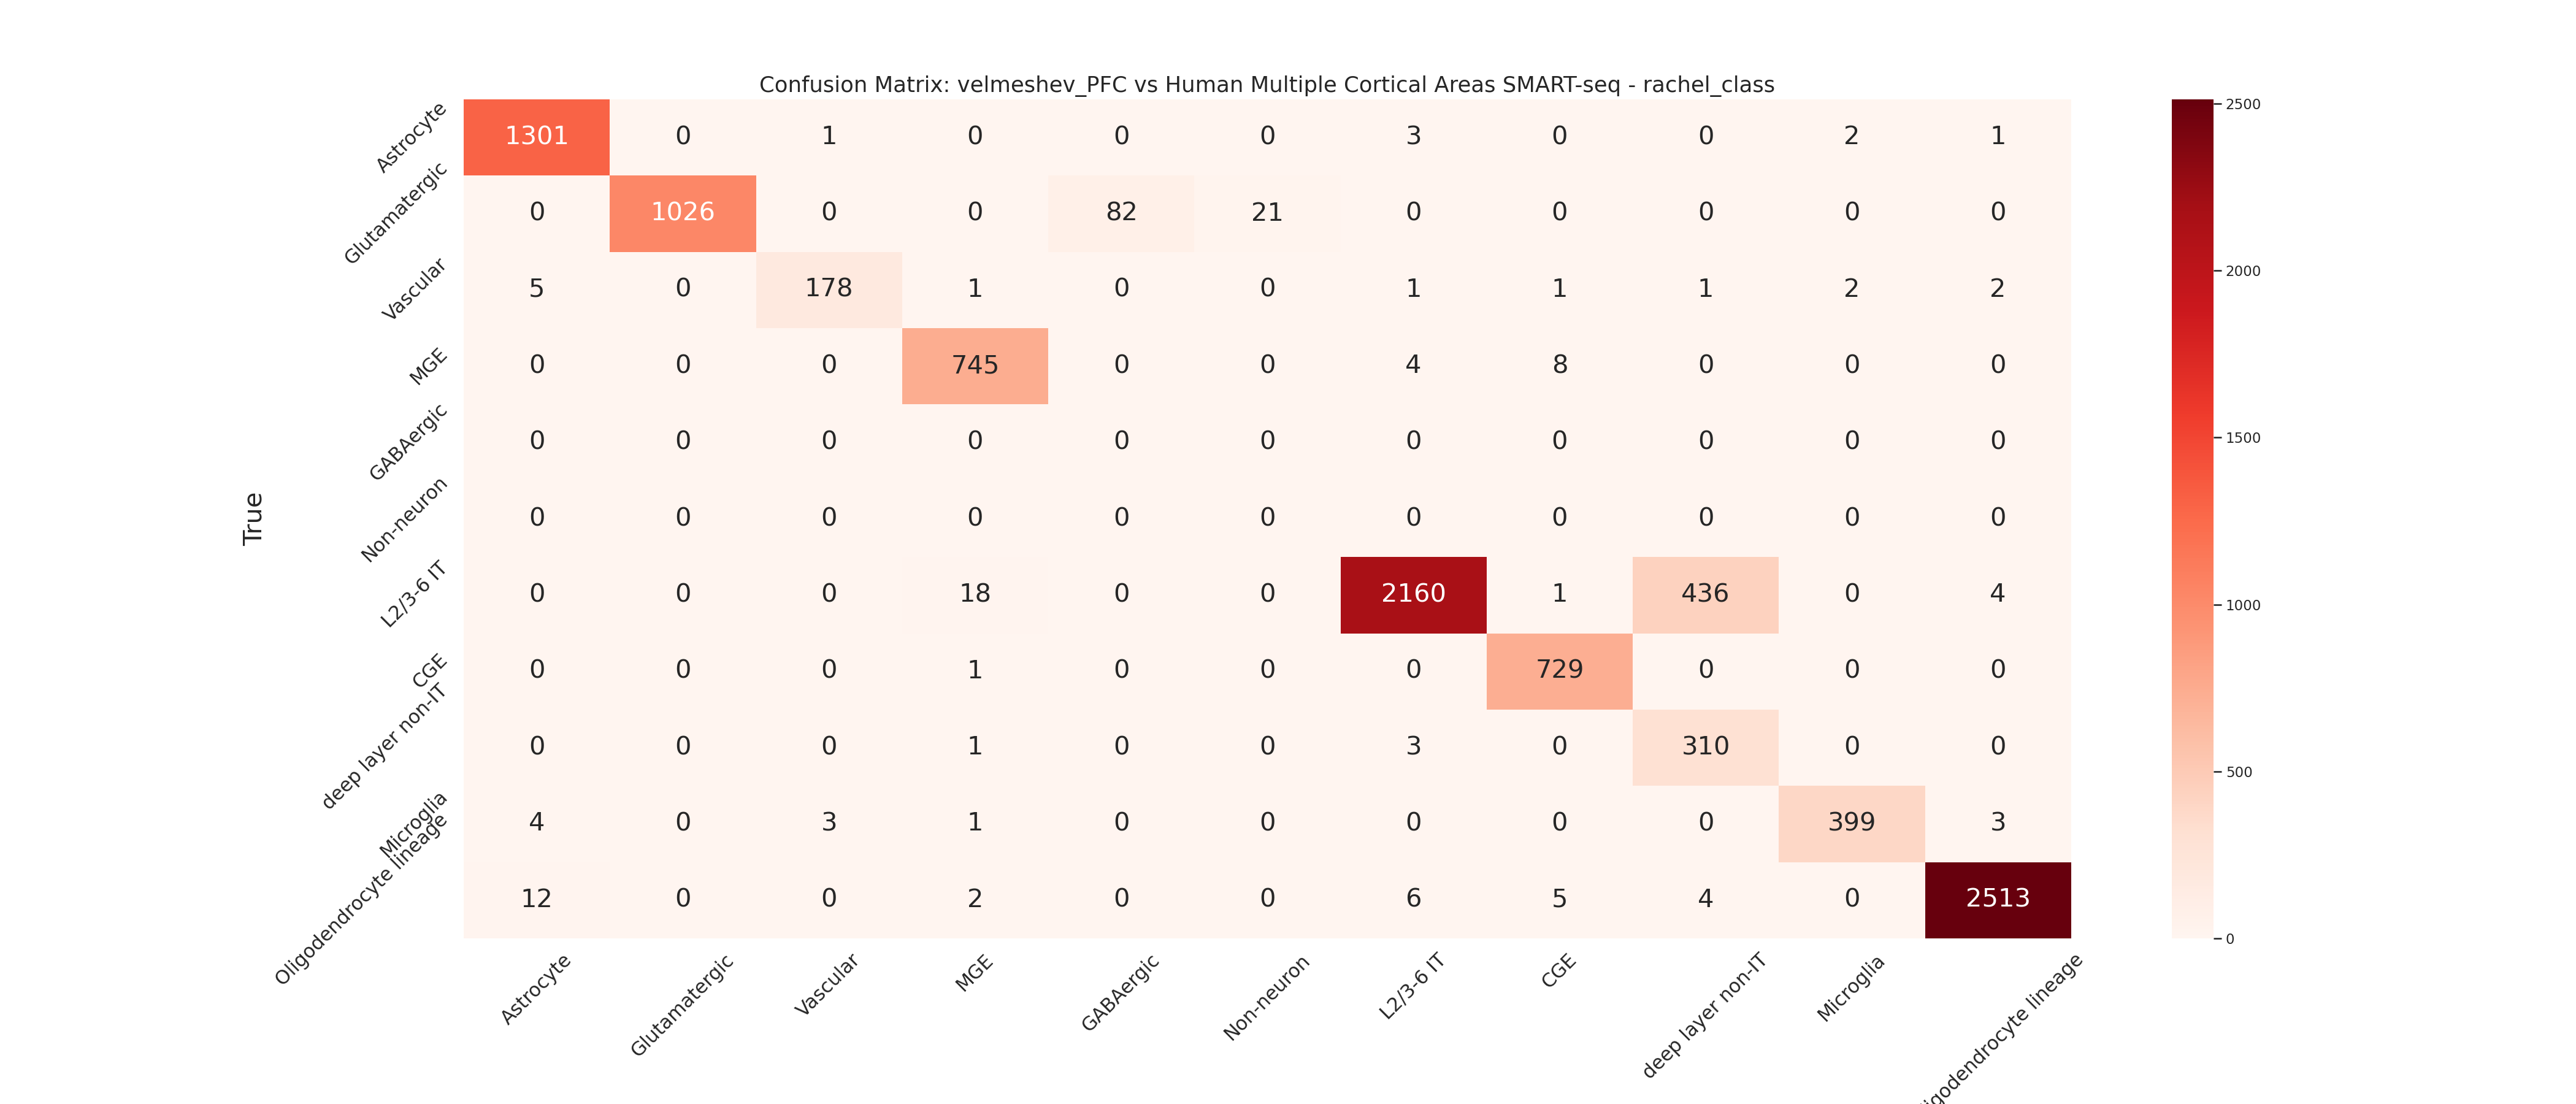 Confusion Matrix: velmeshev_PFC vs Human Multiple Cortical Areas SMART-seq - rachel_class
True
Astrocyte 1301 0 1 0 0 0 3 0 0 2 1
Glutamatergic 0 1026 0 0 82 21 0 0 0 0 0
Vascular 5 0 178 1 0 0 1 1 1 2 2
MGE 0 0 0 745 0 0 4 8 0 0 0
GABAergic 0 0 0 0 0 0 0 0 0 0 0
Non-neuron 0 0 0 0 0 0 0 0 0 0 0
L2/3-6 IT 0 0 0 18 0 0 2160 1 436 0 4
CGE 0 0 0 1 0 0 0 729 0 0 0
deep layer non-IT 0 0 0 1 0 0 3 0 310 0 0
Microglia 4 0 3 1 0 0 0 0 0 399 3
Oligodendrocyte lineage 12 0 0 2 0 0 6 5 4 0 2513
Astrocyte Glutamatergic Vascular MGE GABAergic Non-neuron L2/3-6 IT CGE deep layer non-IT Microglia igodendrocyte lineage
2500
2000
1500
1000
500
0